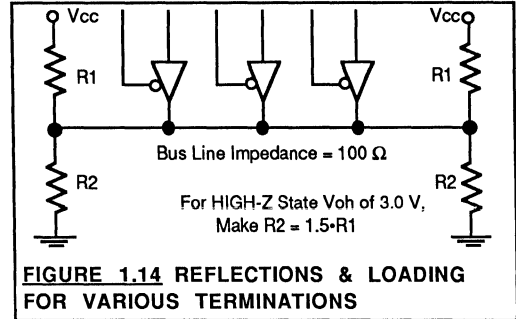 Vcc
Vcc
R1
R1
Bus Line Impedance = 100 Ω
R2
R2
For HIGH-Z State Voh of 3.0 V,
Make R2 = 1.5•R1
FIGURE 1.14 REFLECTIONS & LOADING
FOR VARIOUS TERMINATIONS